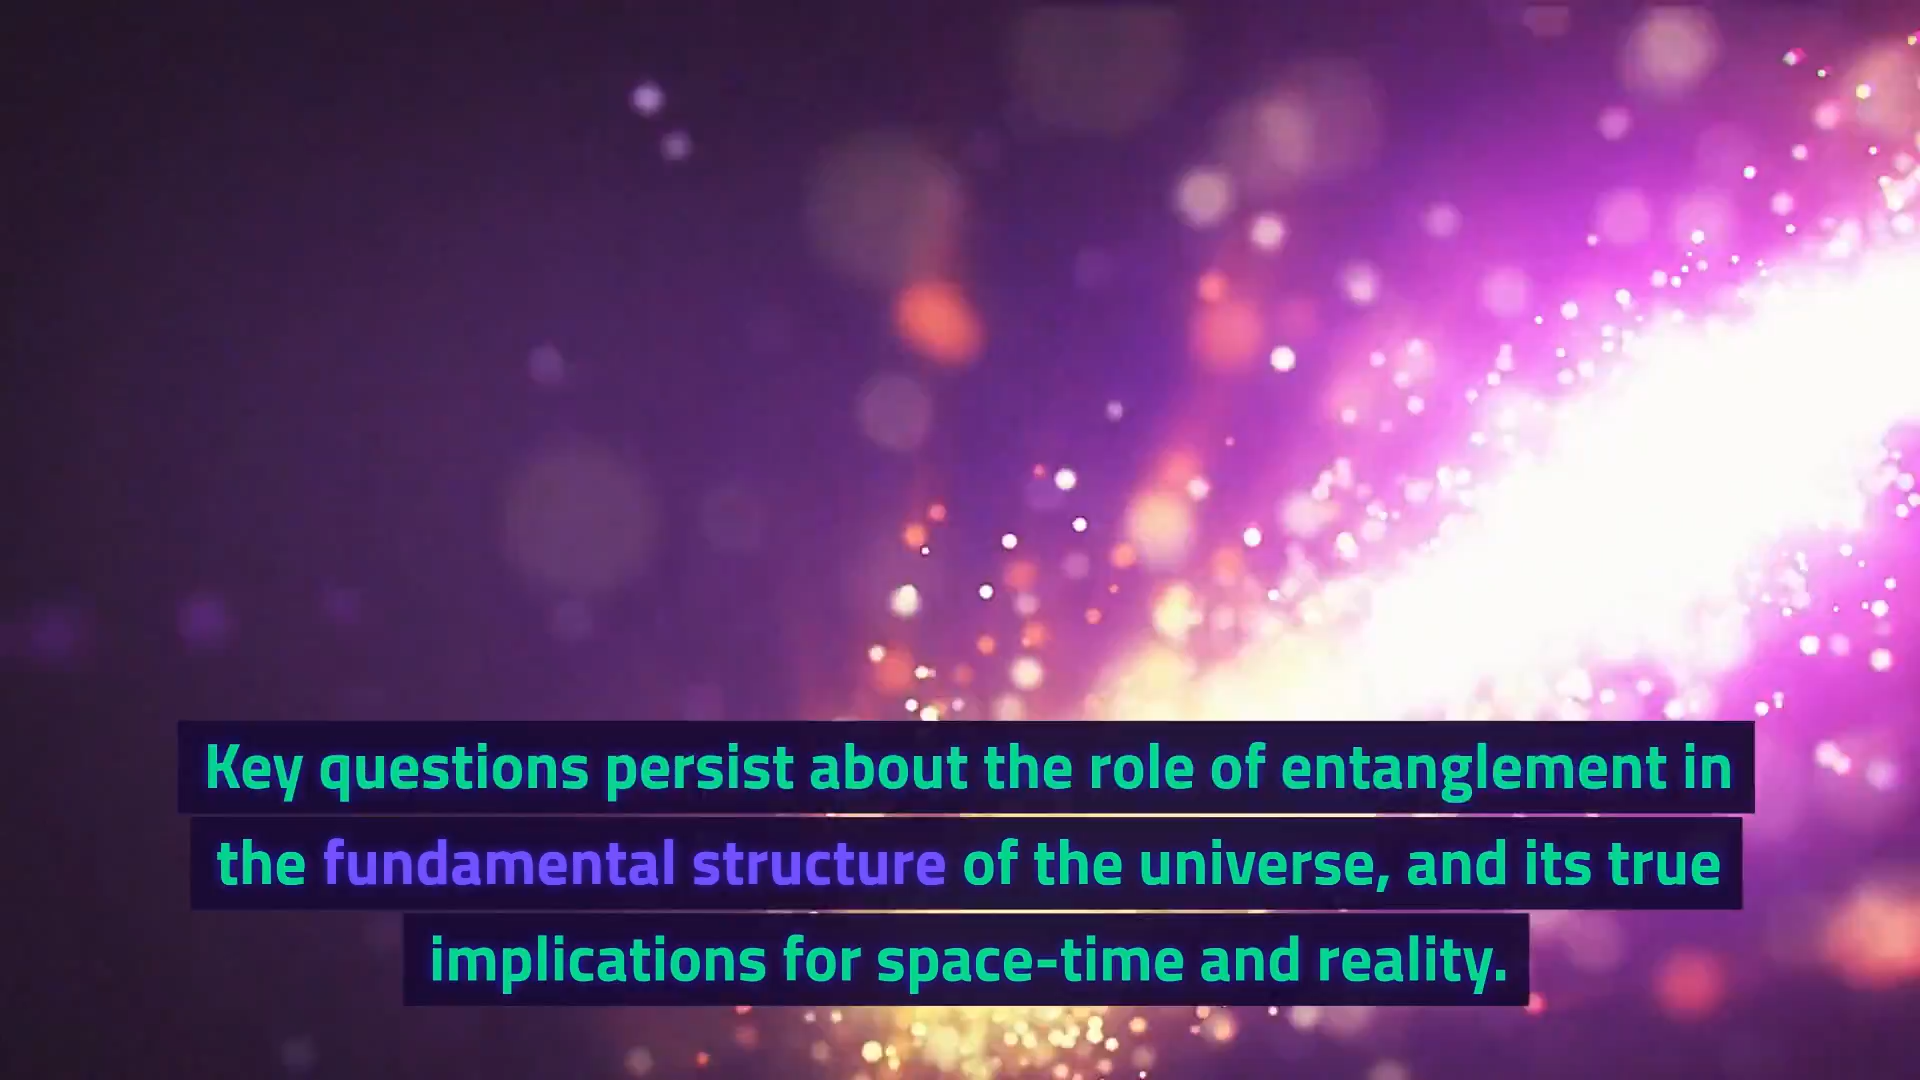 Key questions persist about the role of entanglement in
the fundamental structure of the universe, and its true
implications for space-time and reality.